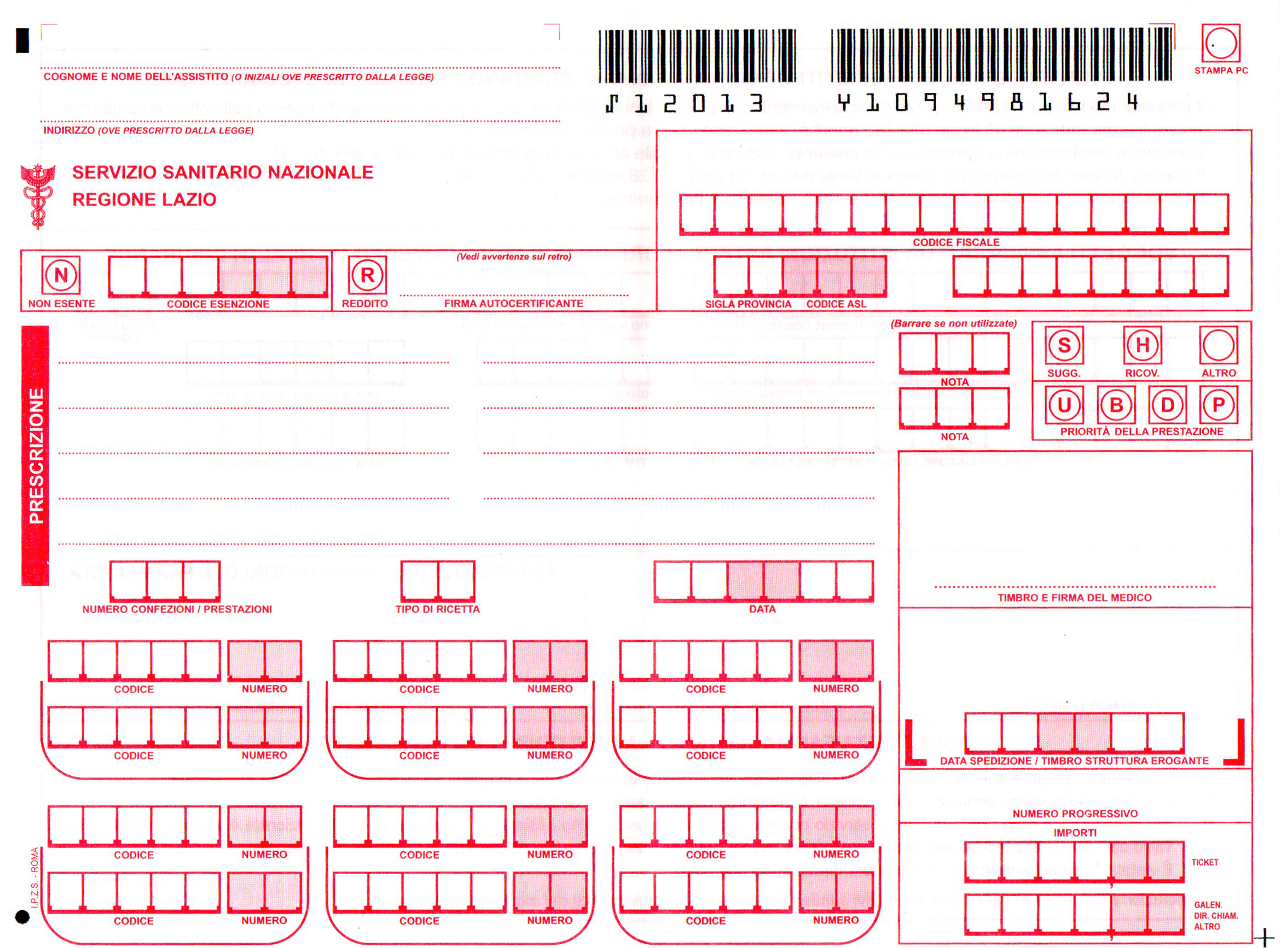 COGNOME E NOME DELL'ASSISTITO (O INIZIALI OVE PRESCRITTO DALLA LEGGE)
S12013 Y1094981624
STAMPA PC
INDIRIZZO (OVE PRESCRITTO DALLA LEGGE)
SERVIZIO SANITARIO NAZIONALE
REGIONE LAZIO
CODICE FISCALE
(Vedi avvertenze sul retro)
N
NON ESENTE
CODICE ESENZIONE
R
REDDITO
FIRMA AUTOCERTIFICANTE
SIGLA PROVINCIA CODICE ASL
PRESCRIZIONE
(Barrare se non utilizzate)
NOTA
NOTA
S H
SUGG. RICOV. ALTRO
U B D P
PRIORITÀ DELLA PRESTAZIONE
TIMBRO E FIRMA DEL MEDICO
NUMERO CONFEZIONI / PRESTAZIONI
TIPO DI RICETTA
DATA
CODICE NUMERO CODICE NUMERO CODICE NUMERO
CODICE NUMERO CODICE NUMERO CODICE NUMERO
DATA SPEDIZIONE / TIMBRO STRUTTURA EROGANTE
NUMERO PROGRESSIVO
CODICE NUMERO CODICE NUMERO CODICE NUMERO
CODICE NUMERO CODICE NUMERO CODICE NUMERO
IMPORTI
, TICKET
, GALEN.
DIR. CHIAM.
ALTRO
I.P.Z.S. - ROMA